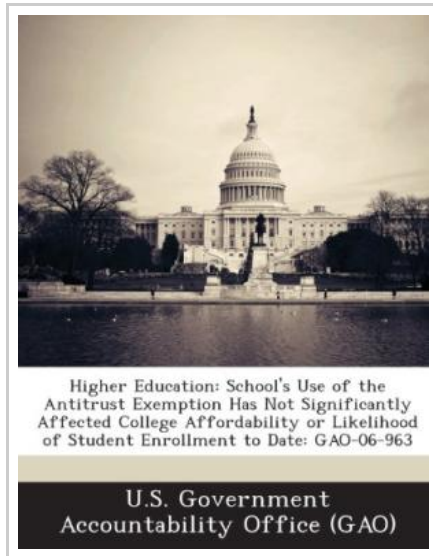 Higher Education: School's Use of the
Antitrust Exemption Has Not Significantly
Affected College Affordability or Likelihood
of Student Enrollment to Date: GAO-06-963
U.S. Government
Accountability Office (GAO)